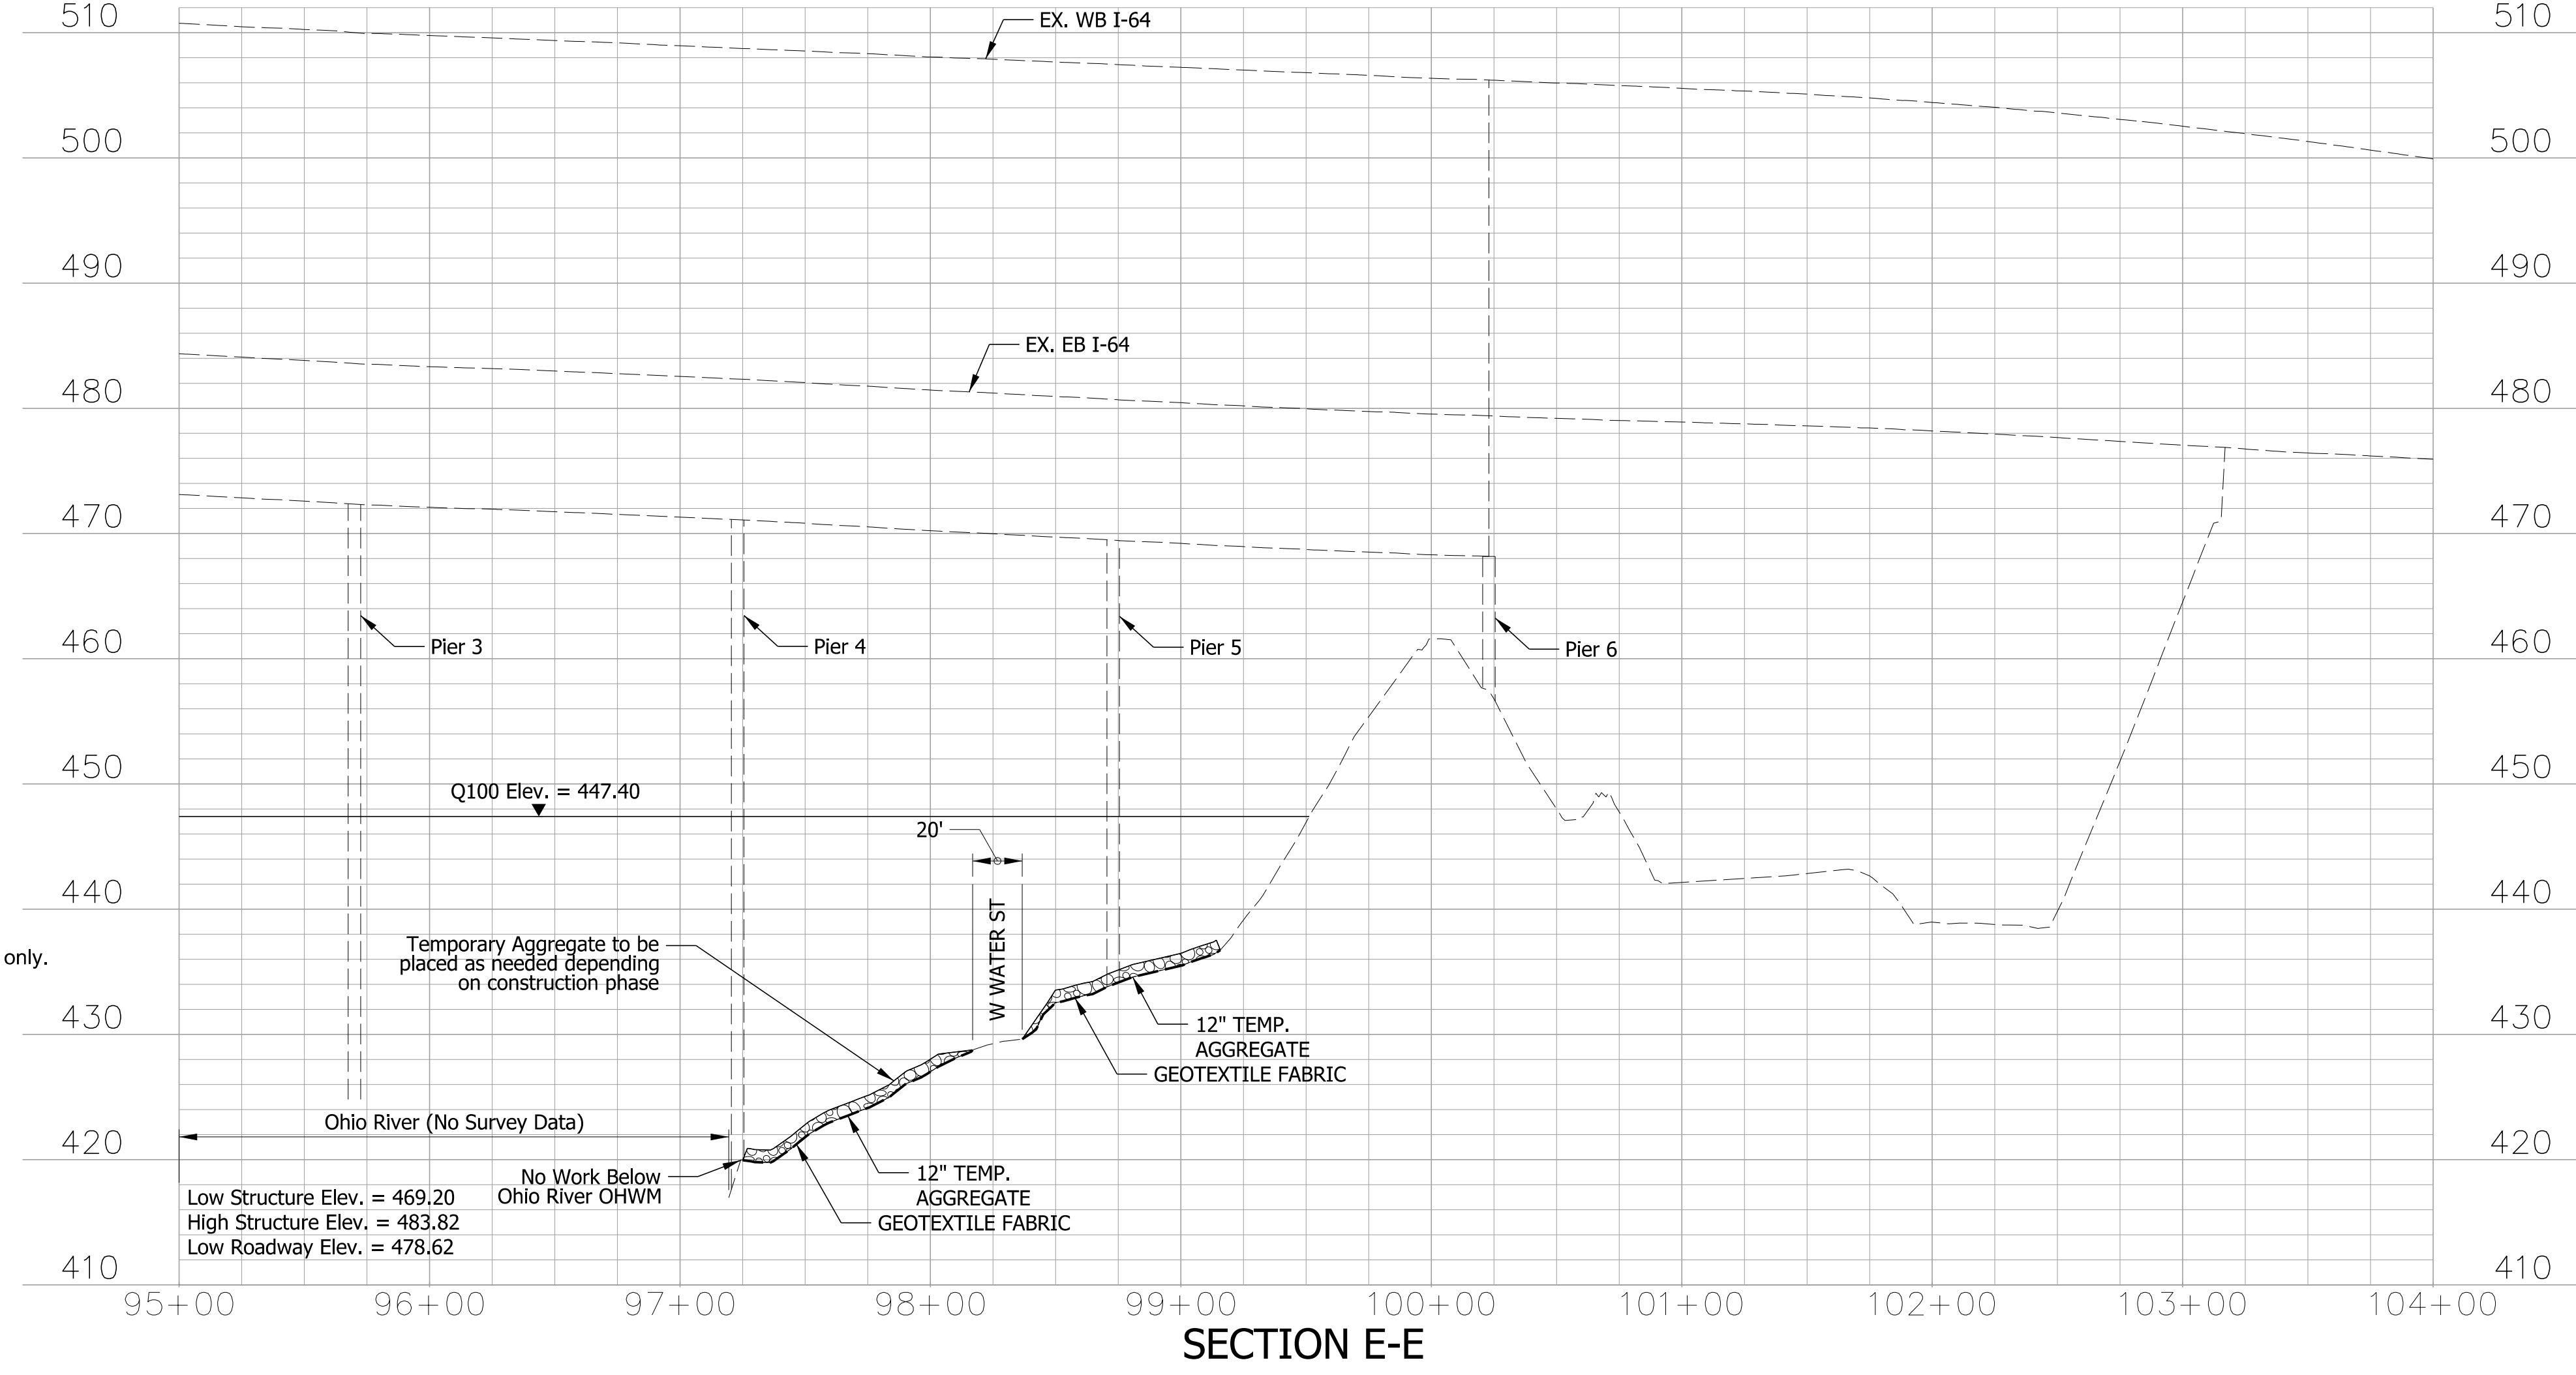 510
EX. WB I-64
510
500
500
490
490
EX. EB I-64
480
480
470
470
460
Pier 3
Pier 4
Pier 5
Pier 6
460
450
Q100 Elev. = 447.40
450
20'
440
W WATER ST
440
Temporary Aggregate to be
placed as needed depending
on construction phase
only.
430
12" TEMP.
AGGREGATE
GEOTEXTILE FABRIC
430
Ohio River (No Survey Data)
420
420
No Work Below
Ohio River OHWM
12" TEMP.
AGGREGATE
GEOTEXTILE FABRIC
Low Structure Elev. = 469.20
High Structure Elev. = 483.82
Low Roadway Elev. = 478.62
410
410
95+00 96+00 97+00 98+00 99+00 100+00 101+00 102+00 103+00 104+00
SECTION E-E